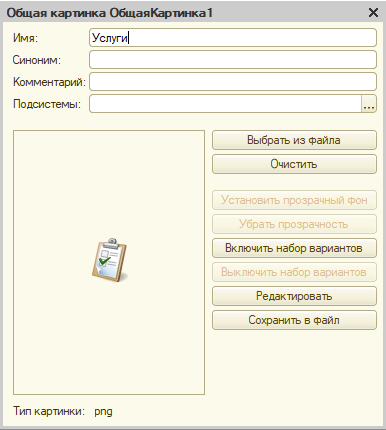 Общая картинка ОбщаяКартинка1
Имя: Услуги
Синоним:
Комментарий:
Подсистемы: ...
Выбрать из файла
Очистить
Установить прозрачный фон
Убрать прозрачность
Включить набор вариантов
Выключить набор вариантов
Редактировать
Сохранить в файл
Тип картинки: png